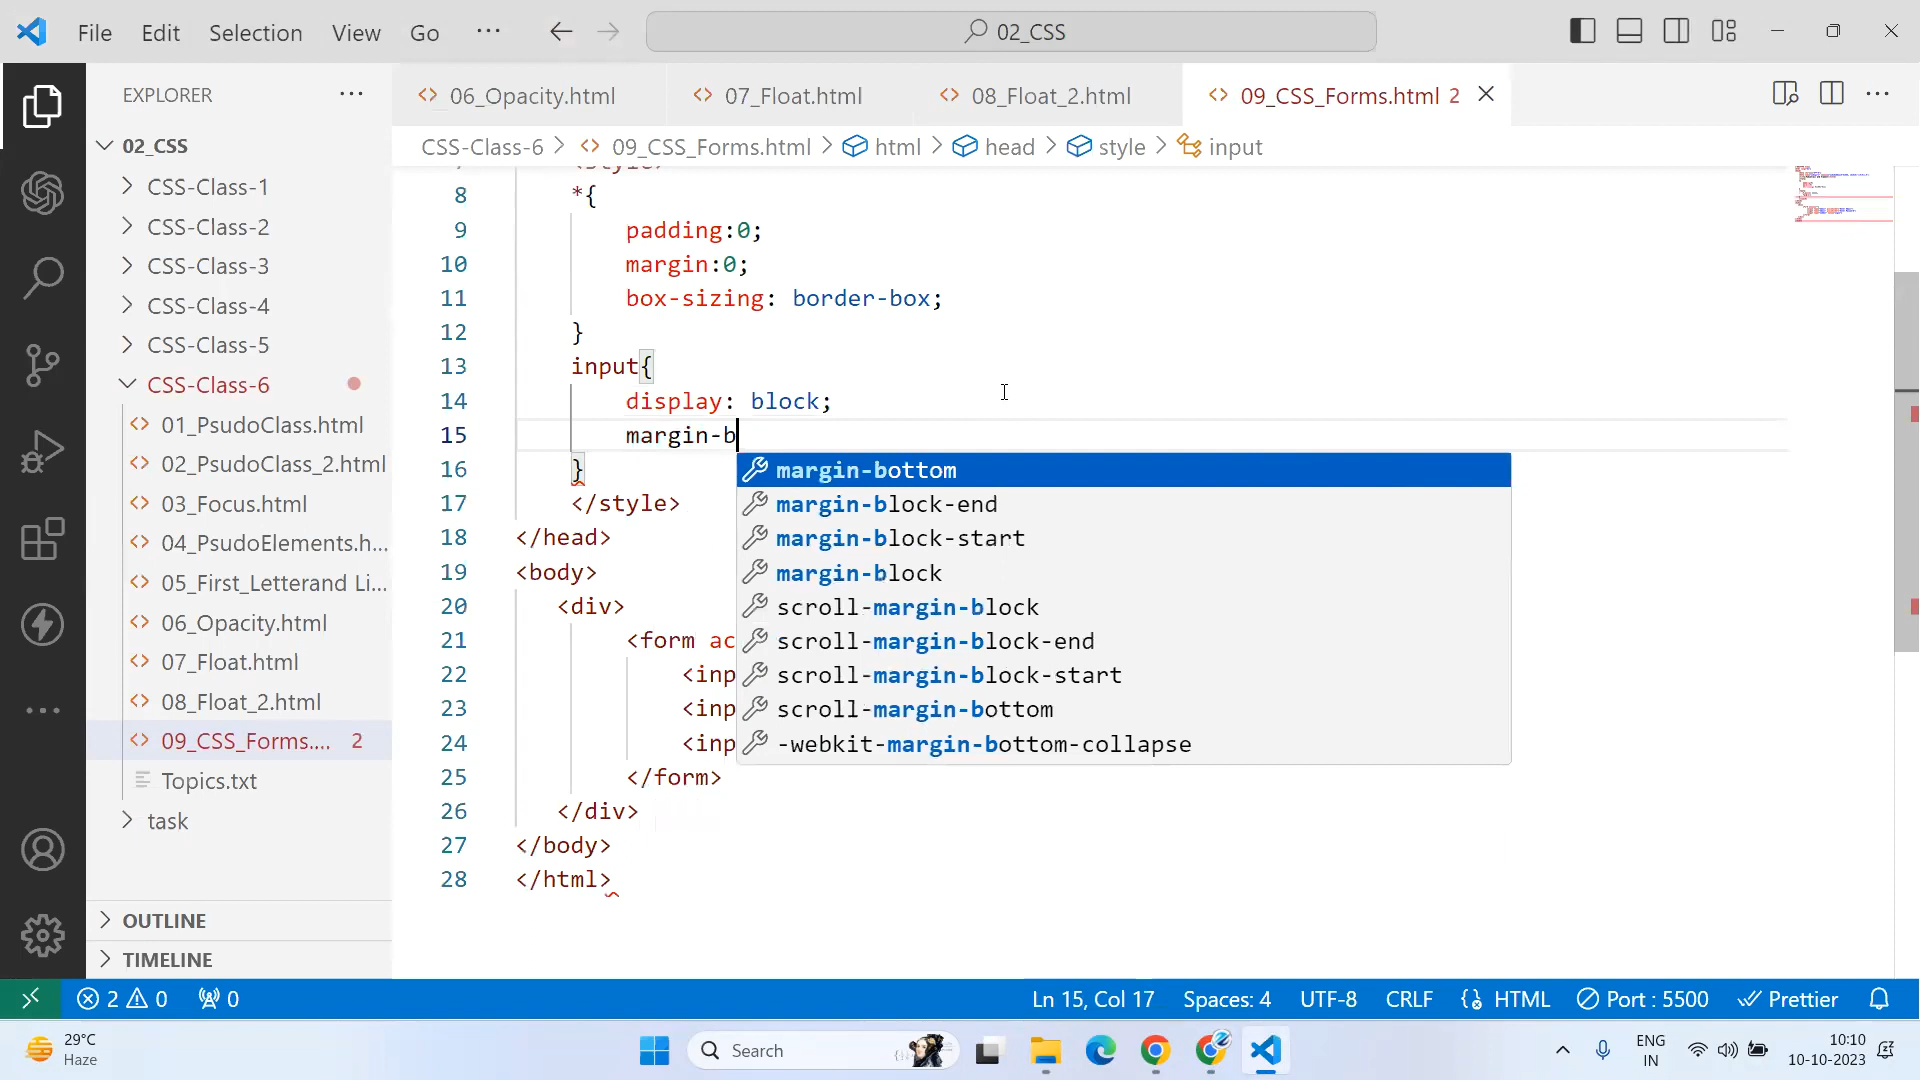 File Edit Selection View Go ··· 02_CSS
EXPLORER ···
06_Opacity.html 07_Float.html 08_Float_2.html 09_CSS_Forms.html 2
CSS-Class-6 > 09_CSS_Forms.html > html > head > style > input
02_CSS
CSS-Class-1
CSS-Class-2
CSS-Class-3
CSS-Class-4
CSS-Class-5
CSS-Class-6
01_PsudoClass.html
02_PsudoClass_2.html
03_Focus.html
04_PsudoElements.h...
05_First_Letterand Li...
06_Opacity.html
07_Float.html
08_Float_2.html
09_CSS_Forms.... 2
Topics.txt
task
OUTLINE
TIMELINE
<style>
8 *{
9 padding:0;
10 margin:0;
11 box-sizing: border-box;
12 }
13 input{
14 display: block;
15 margin-b
16 }
17 </style>
18 </head>
19 <body>
20 <div>
21 <form ac
22 <inp
23 <inp
24 <inp
25 </form>
26 </div>
27 </body>
28 </html>
margin-bottom
margin-block-end
margin-block-start
margin-block
scroll-margin-block
scroll-margin-block-end
scroll-margin-block-start
scroll-margin-bottom
-webkit-margin-bottom-collapse
2 0 0 Ln 15, Col 17 Spaces: 4 UTF-8 CRLF HTML Port : 5500 Prettier
29°C
Haze
Search
ENG
IN
10:10
10-10-2023